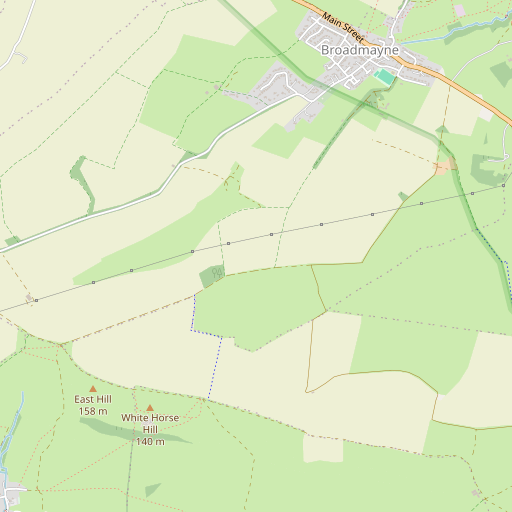 Main Street
Broadmayne
East Hill
158 m
White Horse
Hill
140 m